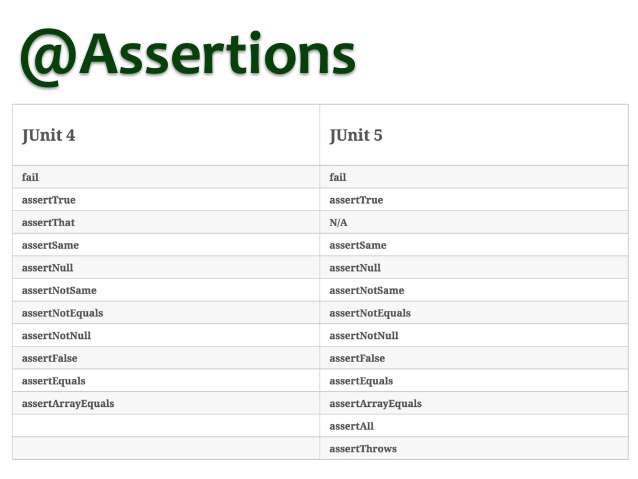 @Assertions
JUnit 4 JUnit 5
fail fail
assertTrue assertTrue
assertThat N/A
assertSame assertSame
assertNull assertNull
assertNotSame assertNotSame
assertNotEquals assertNotEquals
assertNotNull assertNotNull
assertFalse assertFalse
assertEquals assertEquals
assertArrayEquals assertArrayEquals
assertAll
assertThrows